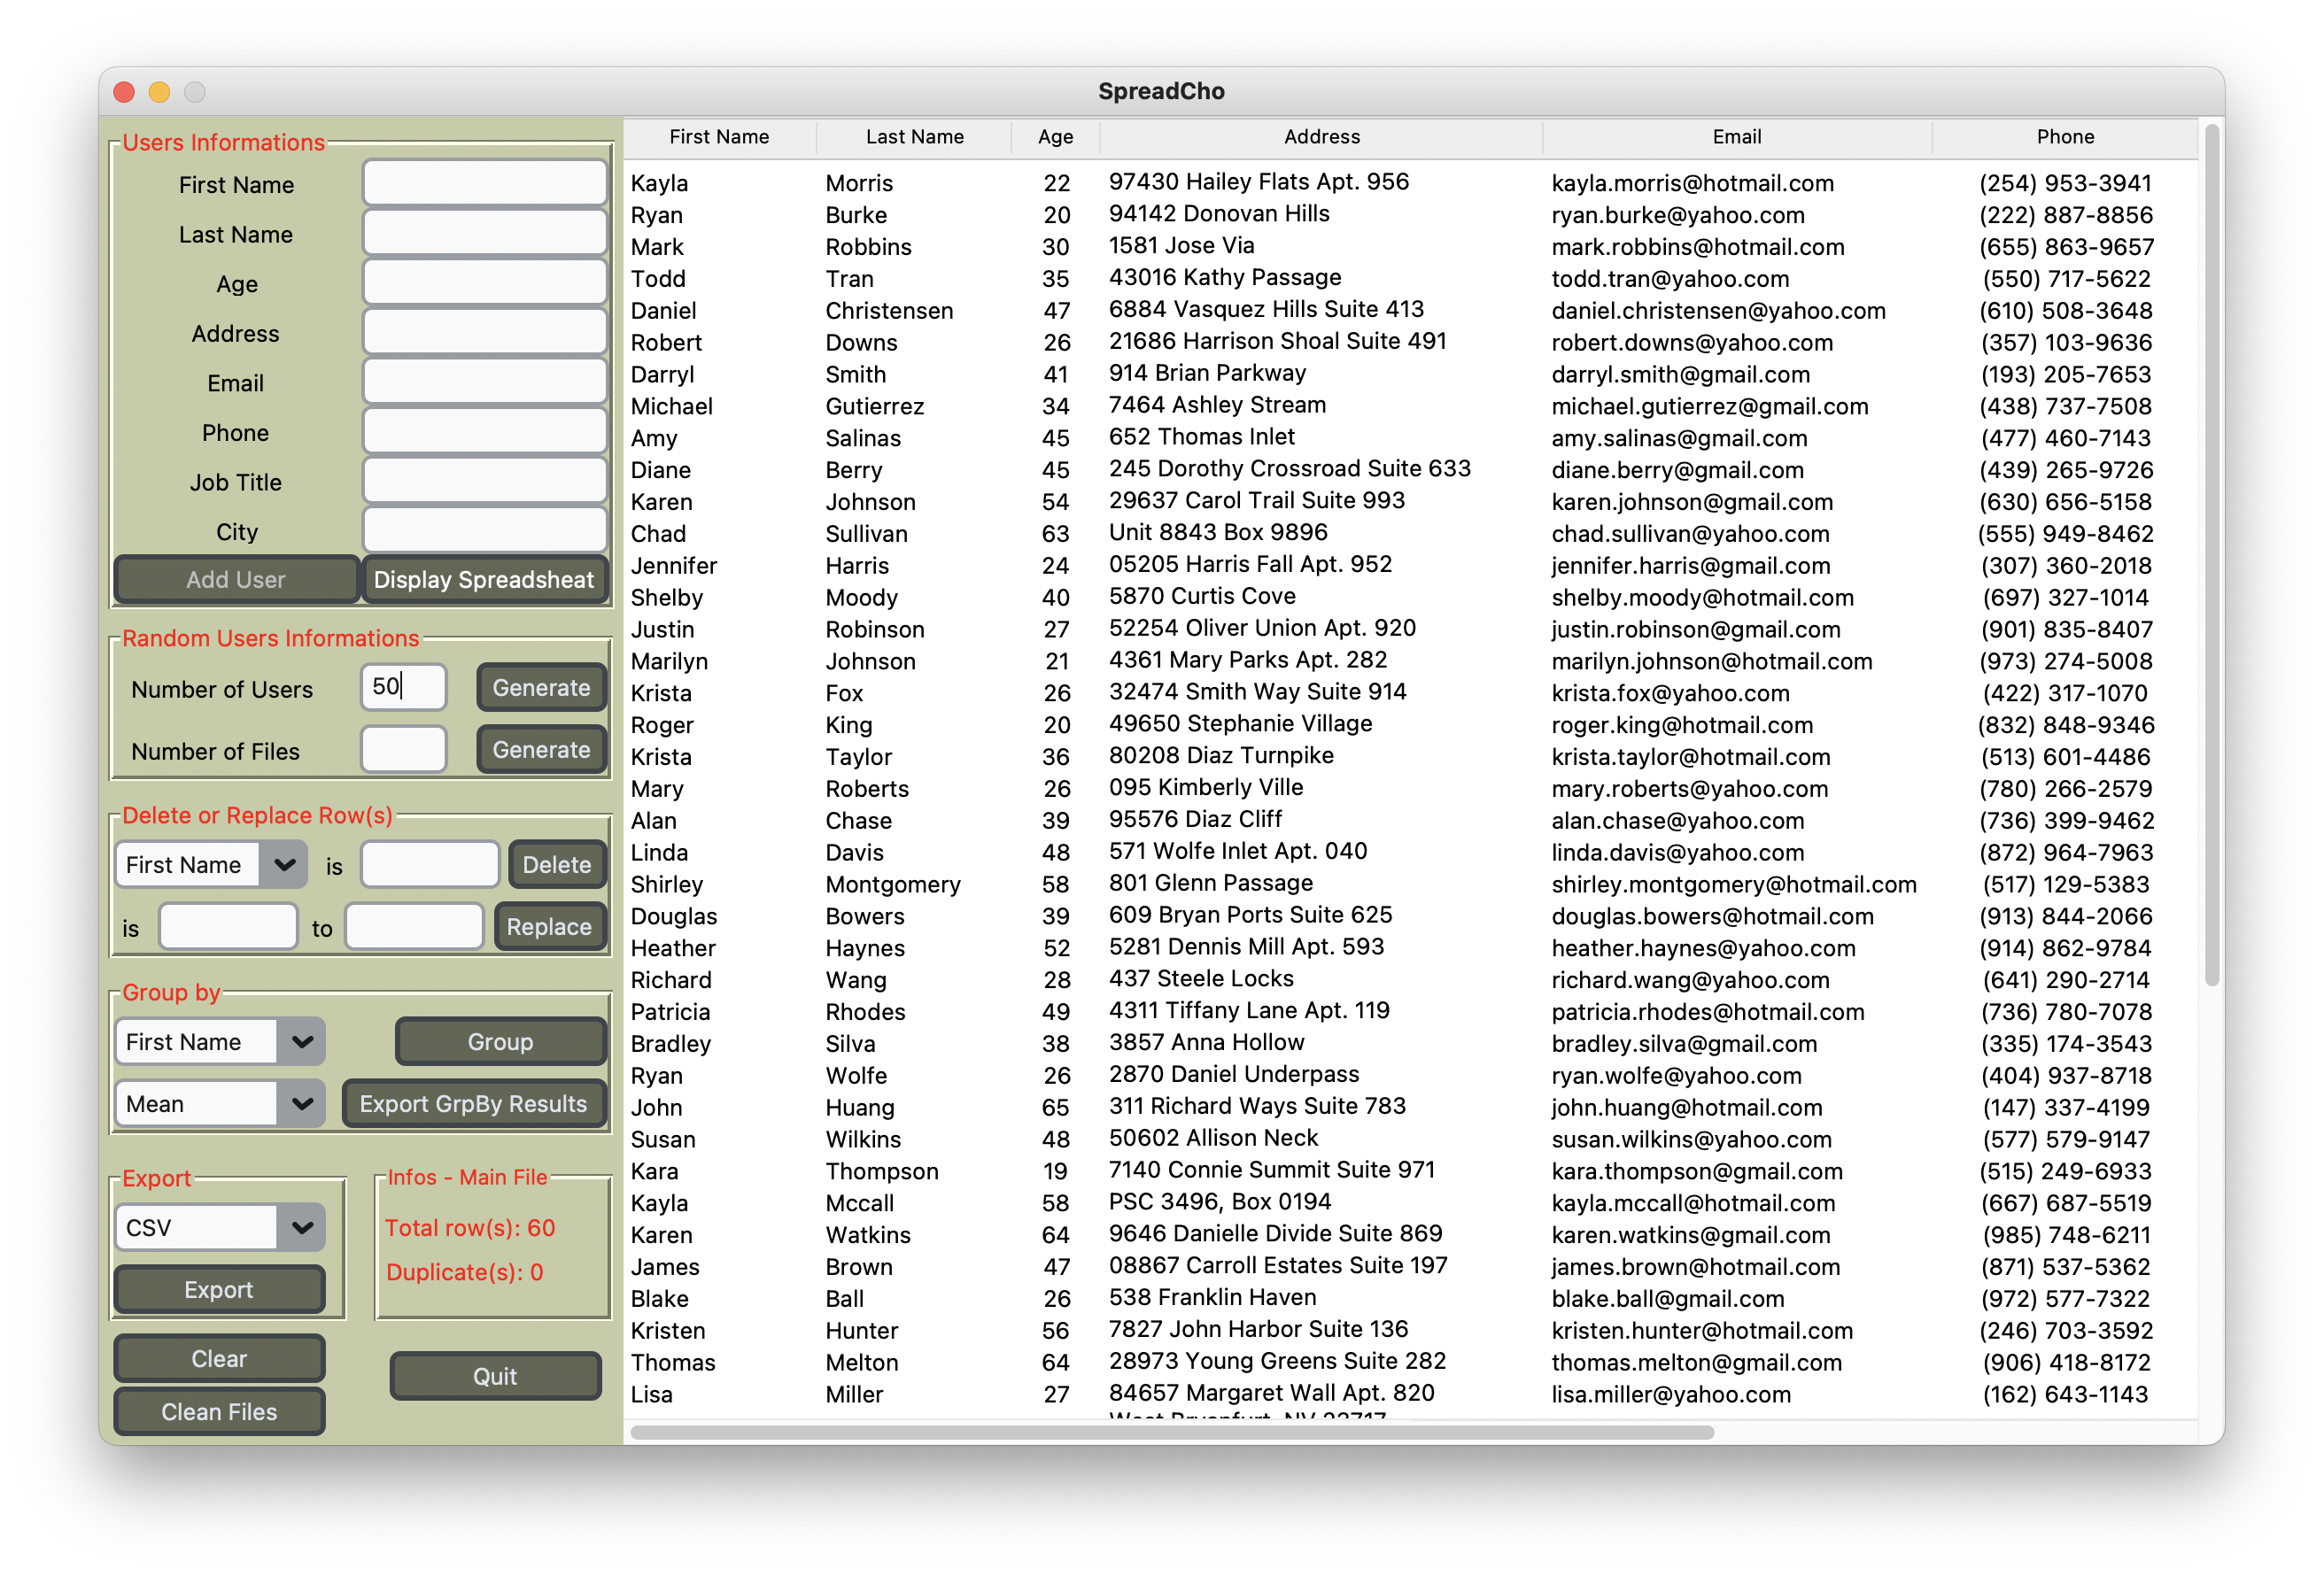 SpreadCho
Users Informations
First Name
Last Name
Age
Address
Email
Phone
Job Title
City
Add User Display Spreadsheat
Random Users Informations
Number of Users 50 Generate
Number of Files Generate
Delete or Replace Row(s)
First Name is Delete
is to Replace
Group by
First Name Group
Mean Export GrpBy Results
Export
CSV
Export
Infos - Main File
Total row(s): 60
Duplicate(s): 0
Clear
Quit
Clean Files
First Name Last Name Age Address Email Phone
Kayla Morris 22 97430 Hailey Flats Apt. 956 kayla.morris@hotmail.com (254) 953-3941
Ryan Burke 20 94142 Donovan Hills ryan.burke@yahoo.com (222) 887-8856
Mark Robbins 30 1581 Jose Via mark.robbins@hotmail.com (655) 863-9657
Todd Tran 35 43016 Kathy Passage todd.tran@yahoo.com (550) 717-5622
Daniel Christensen 47 6884 Vasquez Hills Suite 413 daniel.christensen@yahoo.com (610) 508-3648
Robert Downs 26 21686 Harrison Shoal Suite 491 robert.downs@yahoo.com (357) 103-9636
Darryl Smith 41 914 Brian Parkway darryl.smith@gmail.com (193) 205-7653
Michael Gutierrez 34 7464 Ashley Stream michael.gutierrez@gmail.com (438) 737-7508
Amy Salinas 45 652 Thomas Inlet amy.salinas@gmail.com (477) 460-7143
Diane Berry 45 245 Dorothy Crossroad Suite 633 diane.berry@gmail.com (439) 265-9726
Karen Johnson 54 29637 Carol Trail Suite 993 karen.johnson@gmail.com (630) 656-5158
Chad Sullivan 63 Unit 8843 Box 9896 chad.sullivan@yahoo.com (555) 949-8462
Jennifer Harris 24 05205 Harris Fall Apt. 952 jennifer.harris@gmail.com (307) 360-2018
Shelby Moody 40 5870 Curtis Cove shelby.moody@hotmail.com (697) 327-1014
Justin Robinson 27 52254 Oliver Union Apt. 920 justin.robinson@gmail.com (901) 835-8407
Marilyn Johnson 21 4361 Mary Parks Apt. 282 marilyn.johnson@hotmail.com (973) 274-5008
Krista Fox 26 32474 Smith Way Suite 914 krista.fox@yahoo.com (422) 317-1070
Roger King 20 49650 Stephanie Village roger.king@hotmail.com (832) 848-9346
Krista Taylor 36 80208 Diaz Turnpike krista.taylor@hotmail.com (513) 601-4486
Mary Roberts 26 095 Kimberly Ville mary.roberts@yahoo.com (780) 266-2579
Alan Chase 39 95576 Diaz Cliff alan.chase@yahoo.com (736) 399-9462
Linda Davis 48 571 Wolfe Inlet Apt. 040 linda.davis@yahoo.com (872) 964-7963
Shirley Montgomery 58 801 Glenn Passage shirley.montgomery@hotmail.com (517) 129-5383
Douglas Bowers 39 609 Bryan Ports Suite 625 douglas.bowers@hotmail.com (913) 844-2066
Heather Haynes 52 5281 Dennis Mill Apt. 593 heather.haynes@yahoo.com (914) 862-9784
Richard Wang 28 437 Steele Locks richard.wang@yahoo.com (641) 290-2714
Patricia Rhodes 49 4311 Tiffany Lane Apt. 119 patricia.rhodes@hotmail.com (736) 780-7078
Bradley Silva 38 3857 Anna Hollow bradley.silva@gmail.com (335) 174-3543
Ryan Wolfe 26 2870 Daniel Underpass ryan.wolfe@yahoo.com (404) 937-8718
John Huang 65 311 Richard Ways Suite 783 john.huang@hotmail.com (147) 337-4199
Susan Wilkins 48 50602 Allison Neck susan.wilkins@yahoo.com (577) 579-9147
Kara Thompson 19 7140 Connie Summit Suite 971 kara.thompson@gmail.com (515) 249-6933
Kayla Mccall 58 PSC 3496, Box 0194 kayla.mccall@hotmail.com (667) 687-5519
Karen Watkins 64 9646 Danielle Divide Suite 869 karen.watkins@gmail.com (985) 748-6211
James Brown 47 08867 Carroll Estates Suite 197 james.brown@hotmail.com (871) 537-5362
Blake Ball 26 538 Franklin Haven blake.ball@gmail.com (972) 577-7322
Kristen Hunter 56 7827 John Harbor Suite 136 kristen.hunter@hotmail.com (246) 703-3592
Thomas Melton 64 28973 Young Greens Suite 282 thomas.melton@gmail.com (906) 418-8172
Lisa Miller 27 84657 Margaret Wall Apt. 820 lisa.miller@yahoo.com (162) 643-1143